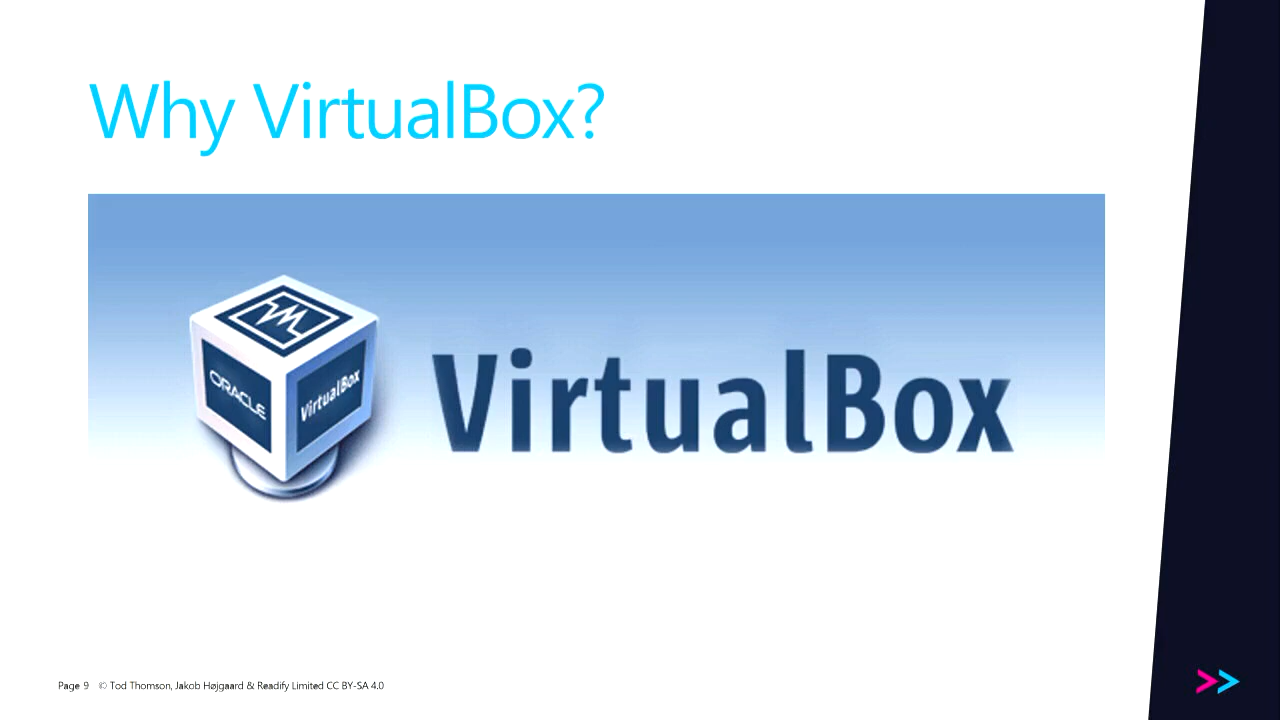 Why VirtualBox?
ORACLE
VirtualBox
VirtualBox
Page 9 © Tod Thomson, Jakob Højgaard & Readify Limited CC BY-SA 4.0